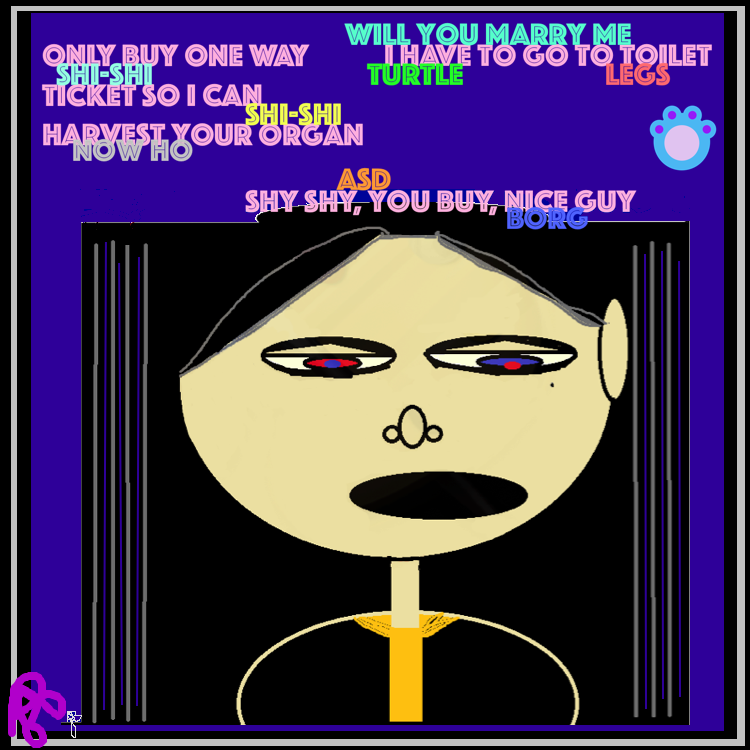 WILL YOU MARRY ME
ONLY BUY ONE WAY
I HAVE TO GO TO TOILET
SHI-SHI
TURTLE
LEGS
TICKET SO I CAN
SHI-SHI
HARVEST YOUR ORGAN
NOW HO
ASD
SHY SHY, YOU BUY, NICE GUY
BORG